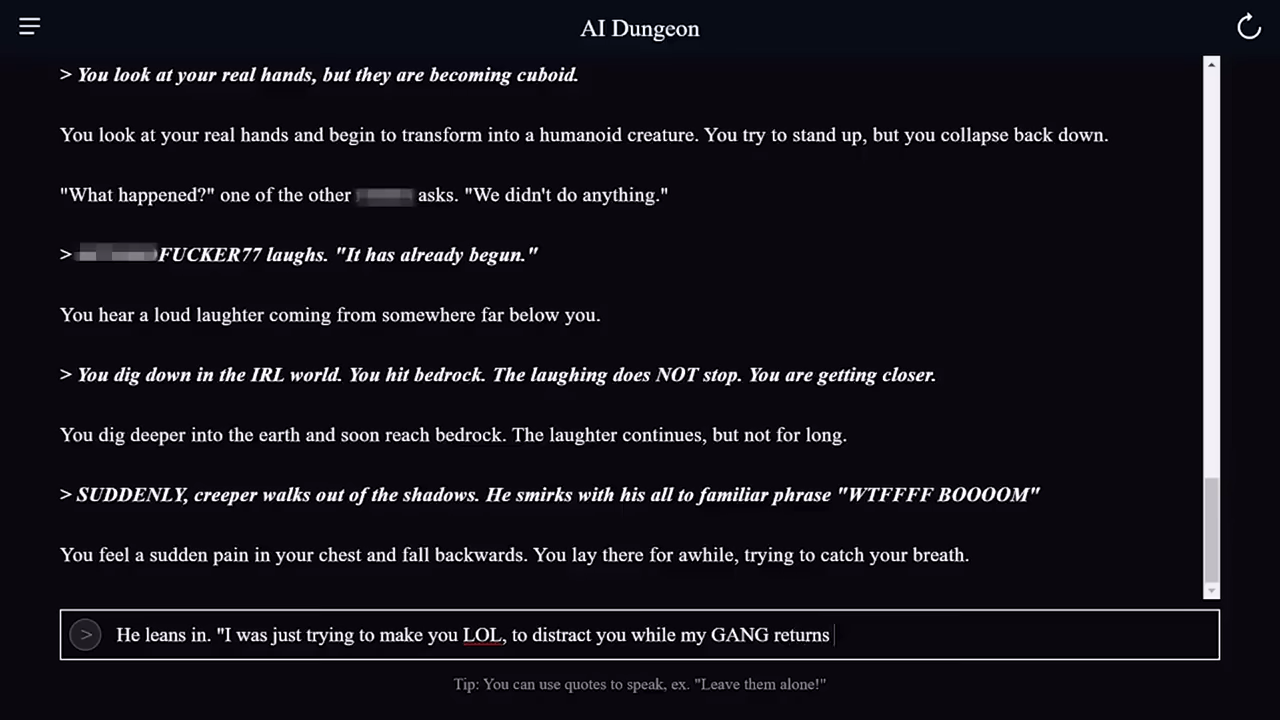 AI Dungeon
> You look at your real hands, but they are becoming cuboid.
You look at your real hands and begin to transform into a humanoid creature. You try to stand up, but you collapse back down.
"What happened?" one of the other asks. "We didn't do anything."
> FUCKER77 laughs. "It has already begun."
You hear a loud laughter coming from somewhere far below you.
> You dig down in the IRL world. You hit bedrock. The laughing does NOT stop. You are getting closer.
You dig deeper into the earth and soon reach bedrock. The laughter continues, but not for long.
> SUDDENLY, creeper walks out of the shadows. He smirks with his all to familiar phrase "WTFFFF BOOOOM"
You feel a sudden pain in your chest and fall backwards. You lay there for awhile, trying to catch your breath.
> He leans in. "I was just trying to make you LOL, to distract you while my GANG returns
Tip: You can use quotes to speak, ex. "Leave them alone!"